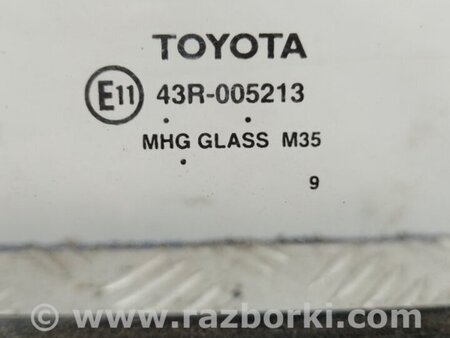 TOYOTA
E11 43R-005213
MHG GLASS M35
9
www.razborki.com